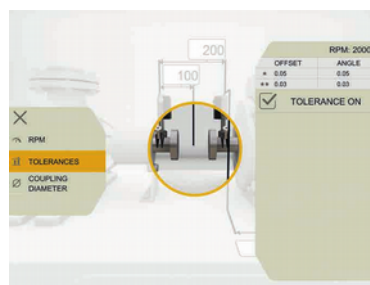 200
RPM: 2000
OFFSET ANGLE
* 0.05 0.05
** 0.03 0.03
100
TOLERANCE ON
RPM
TOLERANCES
COUPLING
DIAMETER